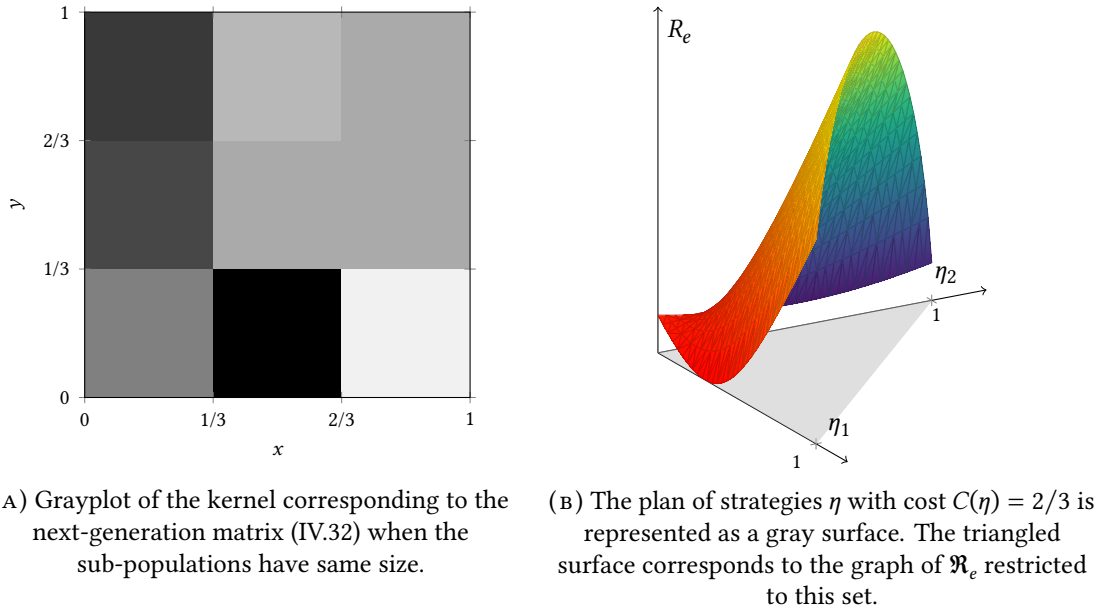 1
2/3
1/3
0
y
0
1/3
2/3
1
x
R_e
η_2
1
η_1
1
A) Grayplot of the kernel corresponding to the
next-generation matrix (IV.32) when the
sub-populations have same size.
(B) The plan of strategies η with cost C(η) = 2/3 is
represented as a gray surface. The triangled
surface corresponds to the graph of ℜ_e restricted
to this set.